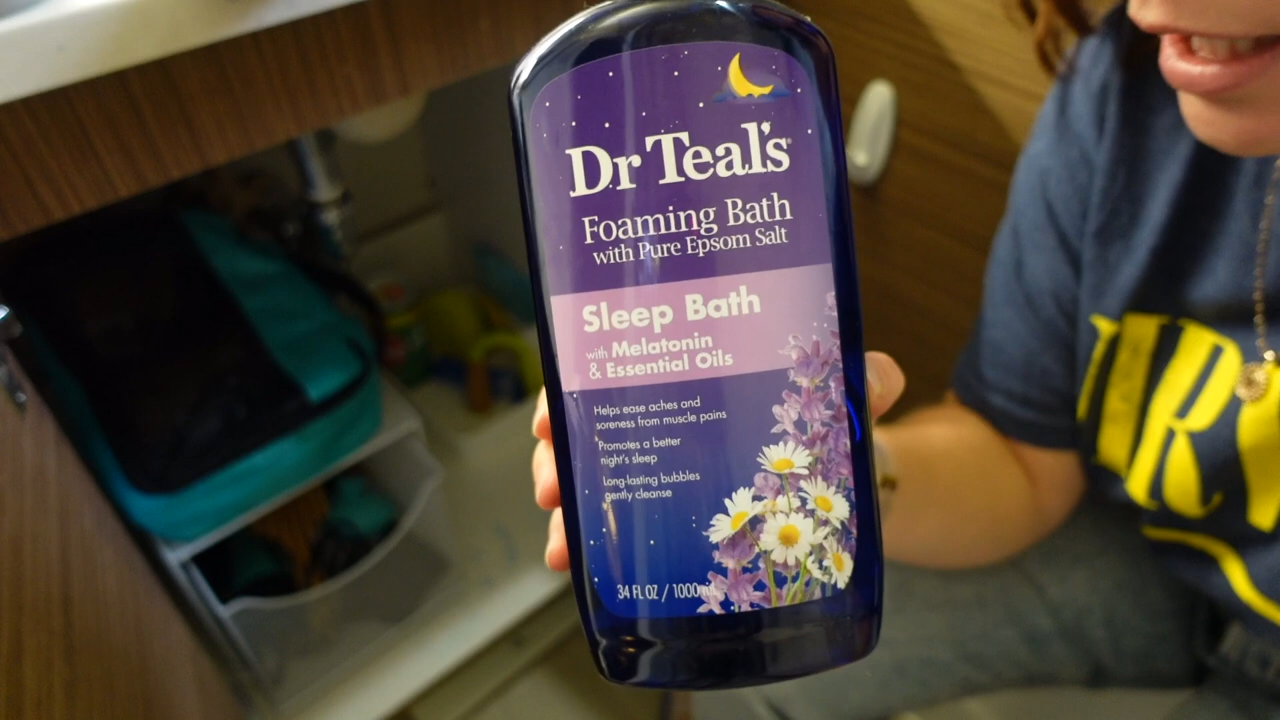 Dr Teal's
Foaming Bath
with Pure Epsom Salt
Sleep Bath
with Melatonin
& Essential Oils
Helps ease aches and
soreness from muscle pains
Promotes a better
night's sleep
Long-lasting bubbles
gently cleanse
34 FL OZ / 1000 mL